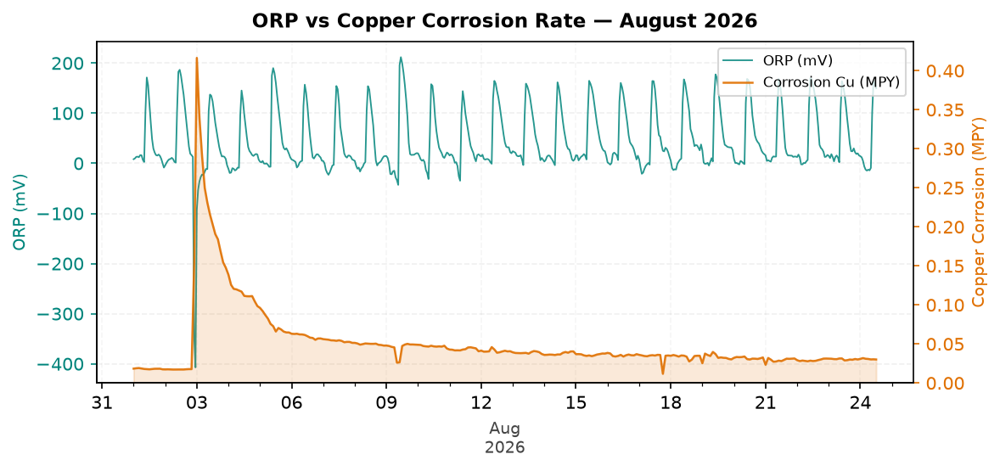 ORP vs Copper Corrosion Rate — August 2026
ORP (mV)
Corrosion Cu (MPY)
ORP (mV)
200
100
0
−100
−200
−300
−400
0.40
0.35
0.30
0.25
0.20
0.15
0.10
0.05
0.00
Copper Corrosion (MPY)
31 03 06 09 12 15 18 21 24
Aug
2026